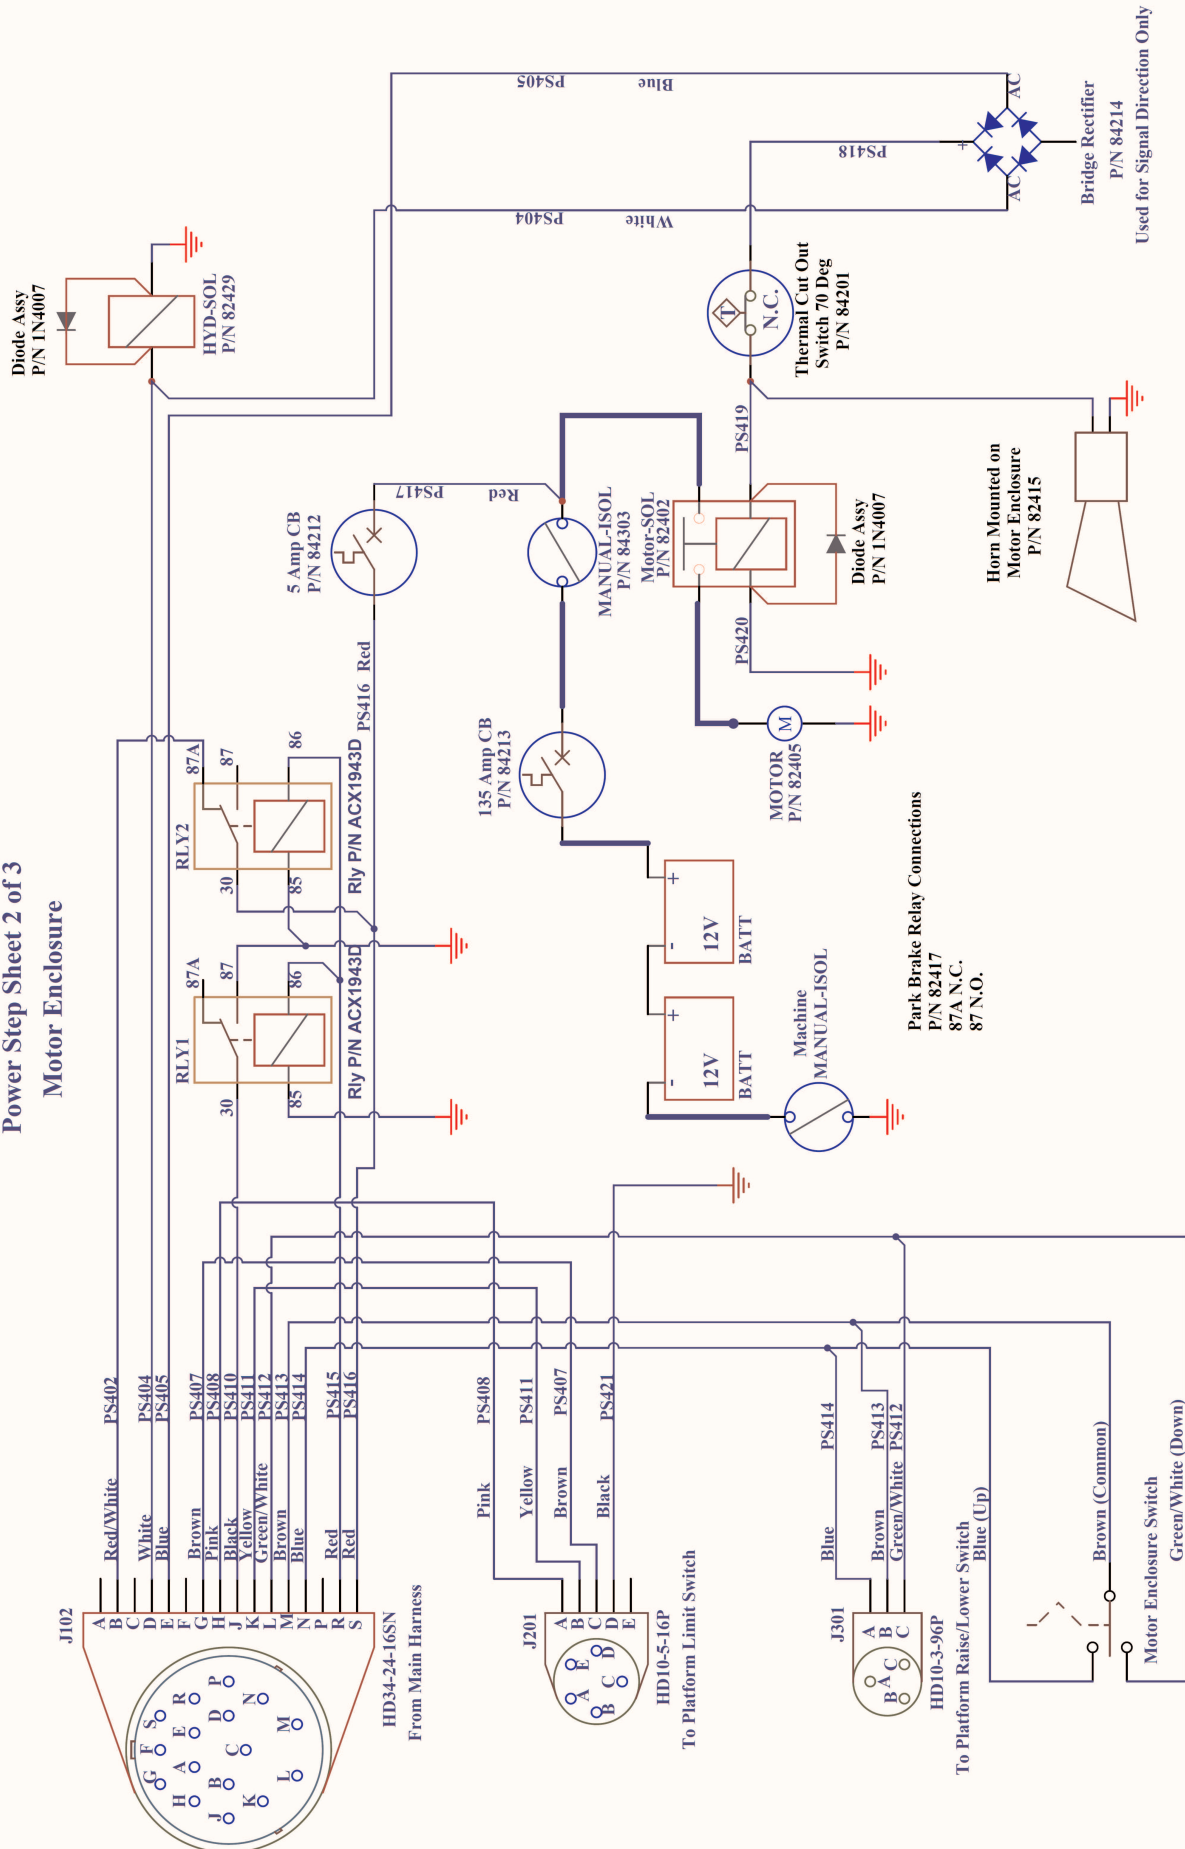 Power Step Sheet 2 of 3
Motor Enclosure
J102
A
B
C
D
E
F
G
H
J
K
L
M
N
P
R
S
Red/White PS402
White PS404
Blue PS405
Brown PS407
Pink PS408
Black PS410
Yellow PS411
Green/White PS412
Brown PS413
Blue PS414
Red PS415
Red PS416
G F S
H A E R
J B D P
C
K N
L M
HD34-24-16SN
From Main Harness
RLY1
87A
87
30
85
86
Rly P/N ACX1943D
RLY2
87A
87
30
85
86
Rly P/N ACX1943D
PS416 Red
5 Amp CB
P/N 84212
PS417 Red
Diode Assy
P/N 1N4007
HYD-SOL
P/N 82429
PS405 Blue
PS404 White
J201
A
B
C
D
E
Pink PS408
Yellow PS411
Brown PS407
Black PS421
A E
B C D
HD10-5-16P
To Platform Limit Switch
135 Amp CB
P/N 84213
MANUAL-ISOL
P/N 84303
Motor-SOL
P/N 82402
PS419
PS420
Diode Assy
P/N 1N4007
MOTOR
P/N 82405
M
- +
12V
BATT
- +
12V
BATT
Machine
MANUAL-ISOL
T
N.C.
Thermal Cut Out
Switch 70 Deg
P/N 84201
PS418
+
AC
AC
Bridge Rectifier
P/N 84214
Used for Signal Direction Only
Park Brake Relay Connections
P/N 82417
87A N.C.
87 N.O.
Horn Mounted on
Motor Enclosure
P/N 82415
J301
A
B
C
Blue PS414
Brown PS413
Green/White PS412
A
B C
HD10-3-96P
To Platform Raise/Lower Switch
Blue (Up)
Brown (Common)
Motor Enclosure Switch
Green/White (Down)